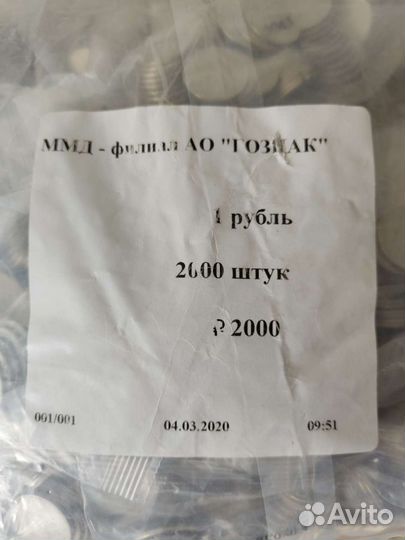 ММД - филиал АО "ГОЗНАК"
1 рубль
2000 штук
₽ 2000
001/001 04.03.2020 09:51
Avito